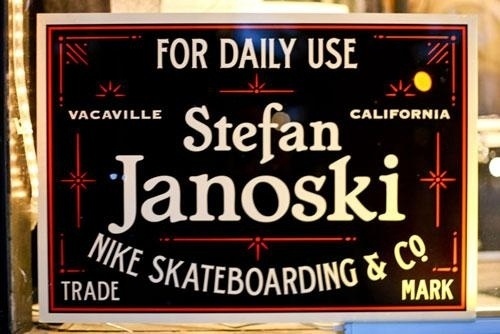 FOR DAILY USE
VACAVILLE CALIFORNIA
Stefan
Janoski
NIKE SKATEBOARDING & CO
TRADE MARK